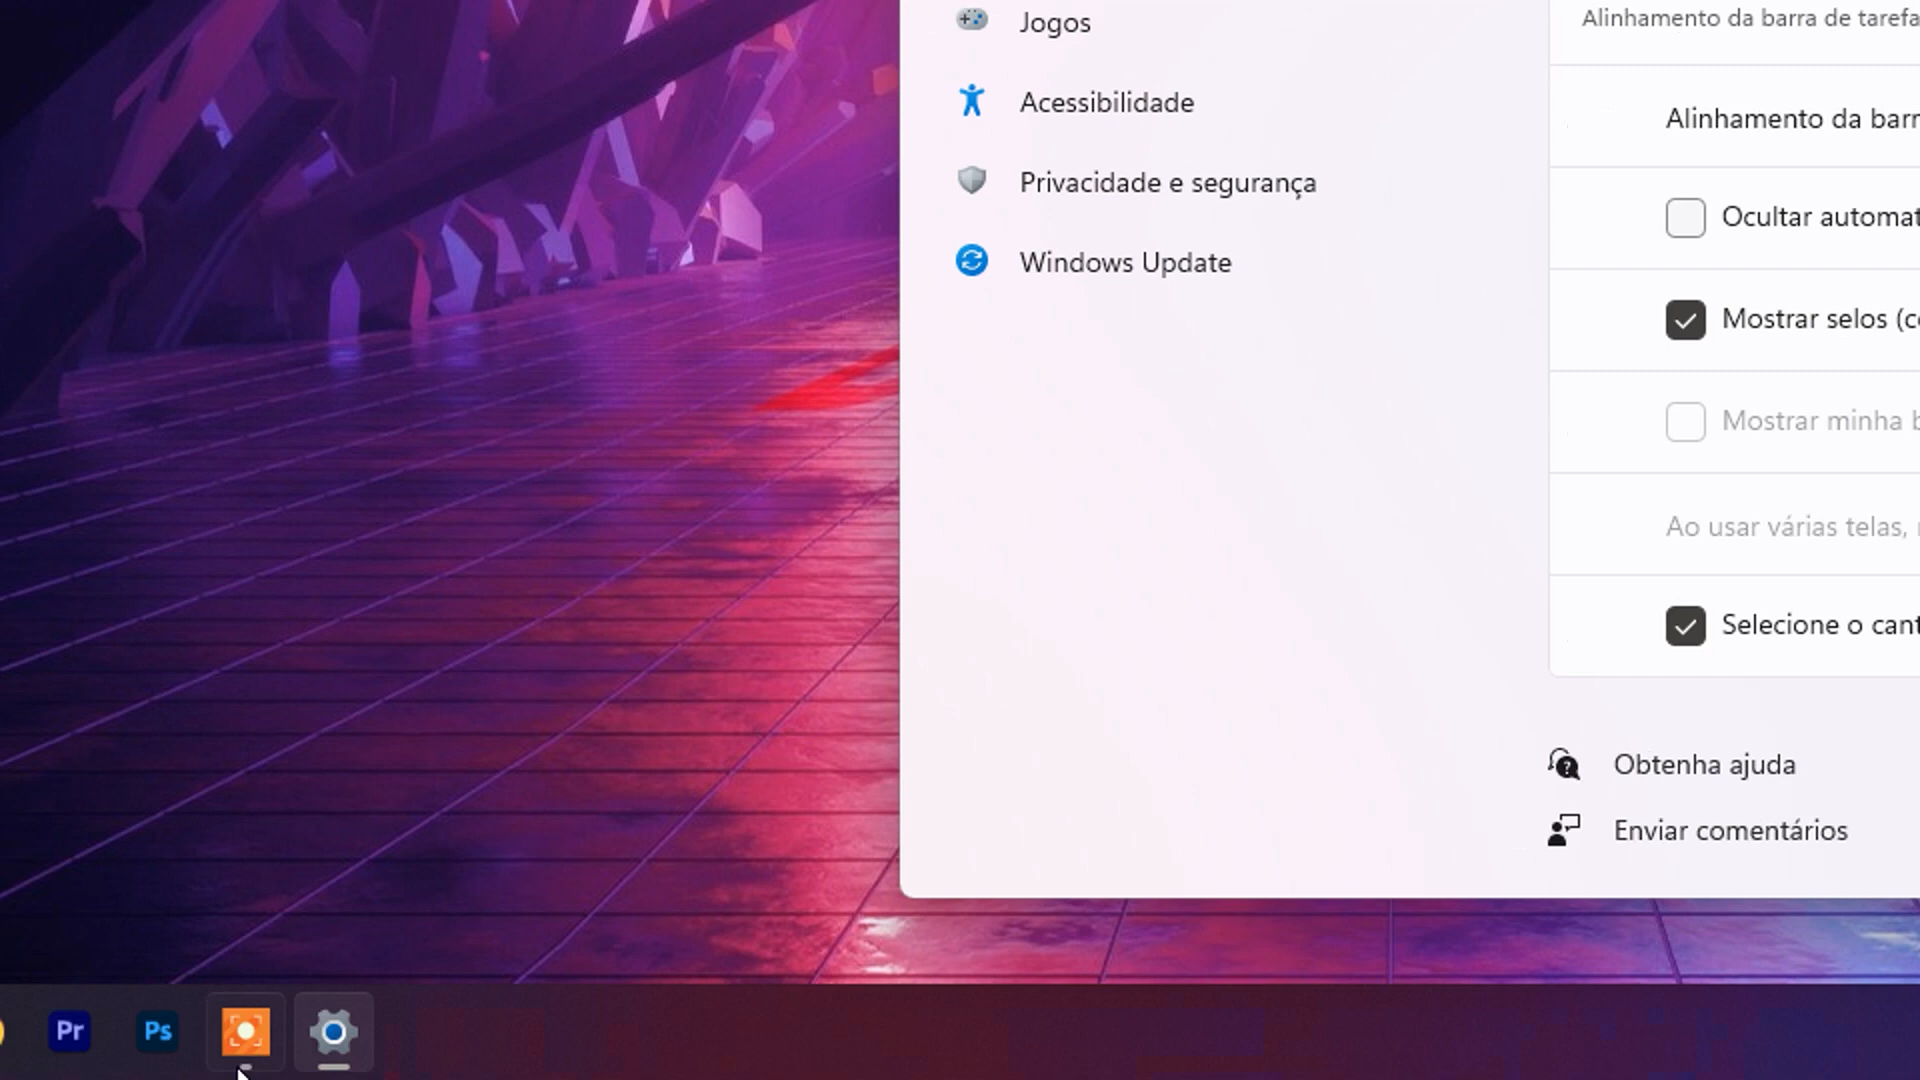 Jogos
Acessibilidade
Privacidade e segurança
Windows Update
Alinhamento da barra de tarefa
Alinhamento da barr
Ocultar automat
Mostrar selos (c
Mostrar minha b
Ao usar várias telas,
Selecione o cant
Obtenha ajuda
Enviar comentários
Pr
Ps